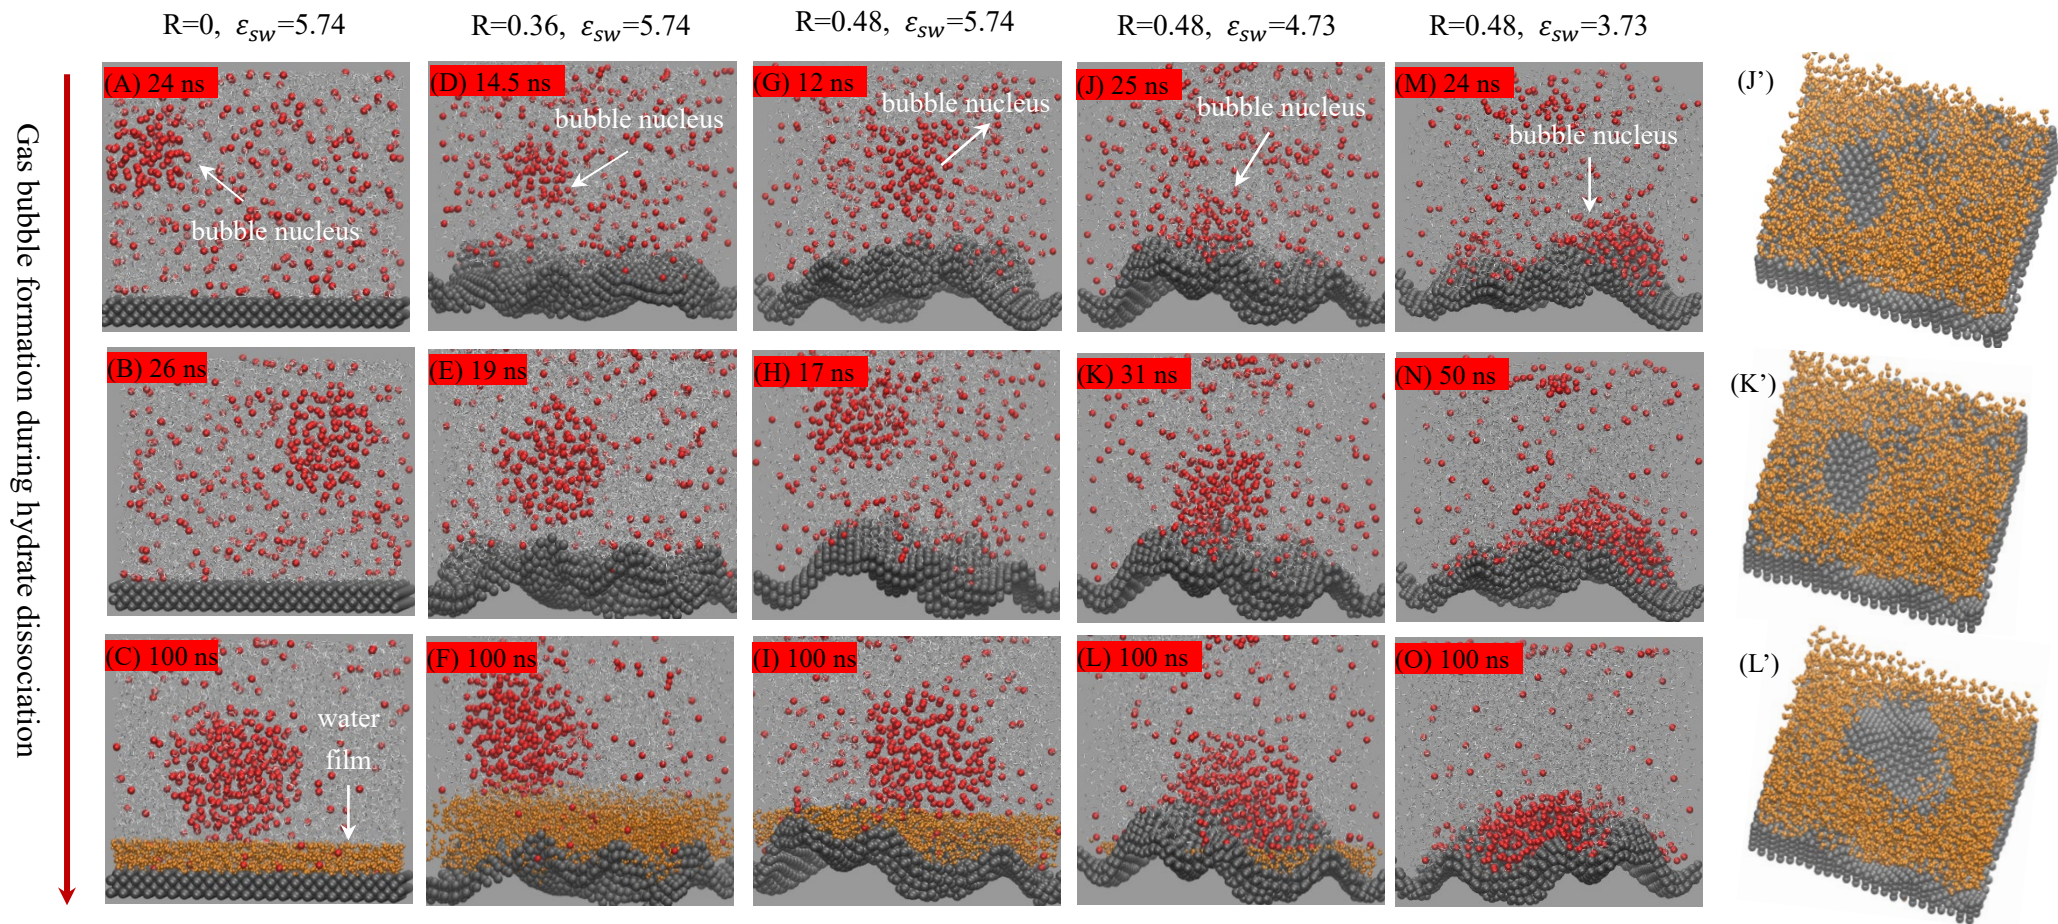 R=0, εsw=5.74
R=0.36, εsw=5.74
R=0.48, εsw=5.74
R=0.48, εsw=4.73
R=0.48, εsw=3.73
Gas bubble formation during hydrate dissociation
(A) 24 ns
bubble nucleus
(D) 14.5 ns
bubble nucleus
(G) 12 ns
bubble nucleus
(J) 25 ns
bubble nucleus
(M) 24 ns
bubble nucleus
(J’)
(B) 26 ns
(E) 19 ns
(H) 17 ns
(K) 31 ns
(N) 50 ns
(K’)
(C) 100 ns
water
film
(F) 100 ns
(I) 100 ns
(L) 100 ns
(O) 100 ns
(L’)